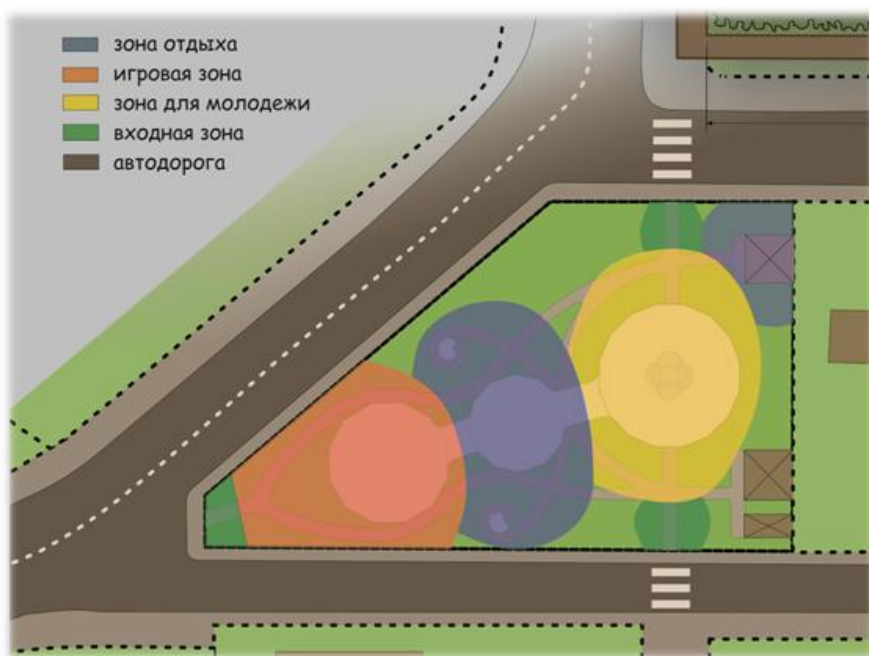 зона отдыха
игровая зона
зона для молодежи
входная зона
автодорога